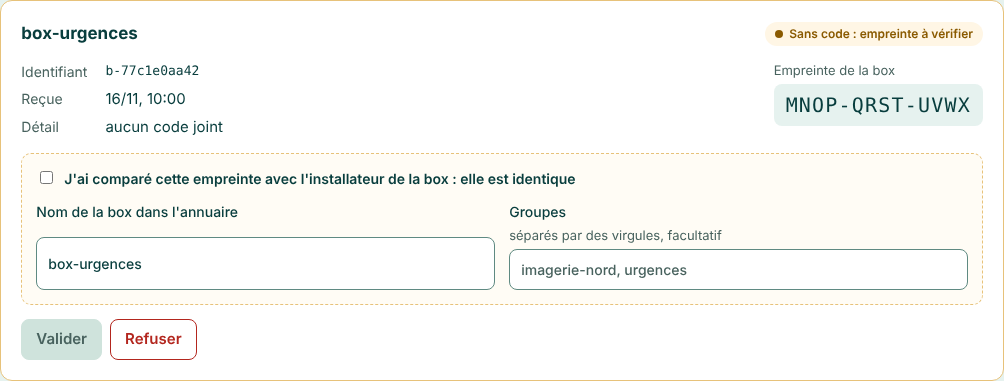 box-urgences
Sans code : empreinte à vérifier
Identifiant b-77c1e0aa42
Reçue 16/11, 10:00
Détail aucun code joint
Empreinte de la box
MNOP-QRST-UVWX
J'ai comparé cette empreinte avec l'installateur de la box : elle est identique
Nom de la box dans l'annuaire
box-urgences
Groupes
séparés par des virgules, facultatif
imagerie-nord, urgences
Valider Refuser